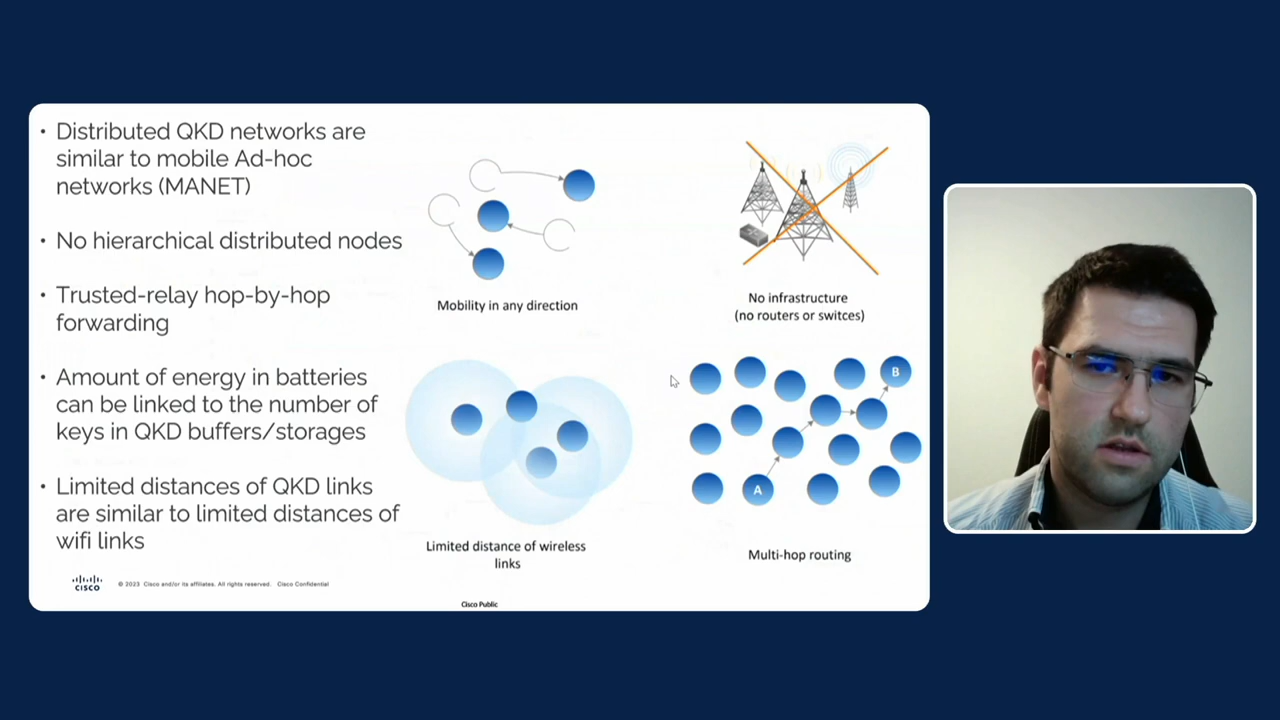 • Distributed QKD networks are
similar to mobile Ad-hoc
networks (MANET)
• No hierarchical distributed nodes
• Trusted-relay hop-by-hop
forwarding
• Amount of energy in batteries
can be linked to the number of
keys in QKD buffers/storages
• Limited distances of QKD links
are similar to limited distances of
wifi links
Mobility in any direction
No infrastructure
(no routers or switces)
Limited distance of wireless
links
B
A
Multi-hop routing
CISCO
© 2023 Cisco and/or its affiliates. All rights reserved. Cisco Confidential
Cisco Public